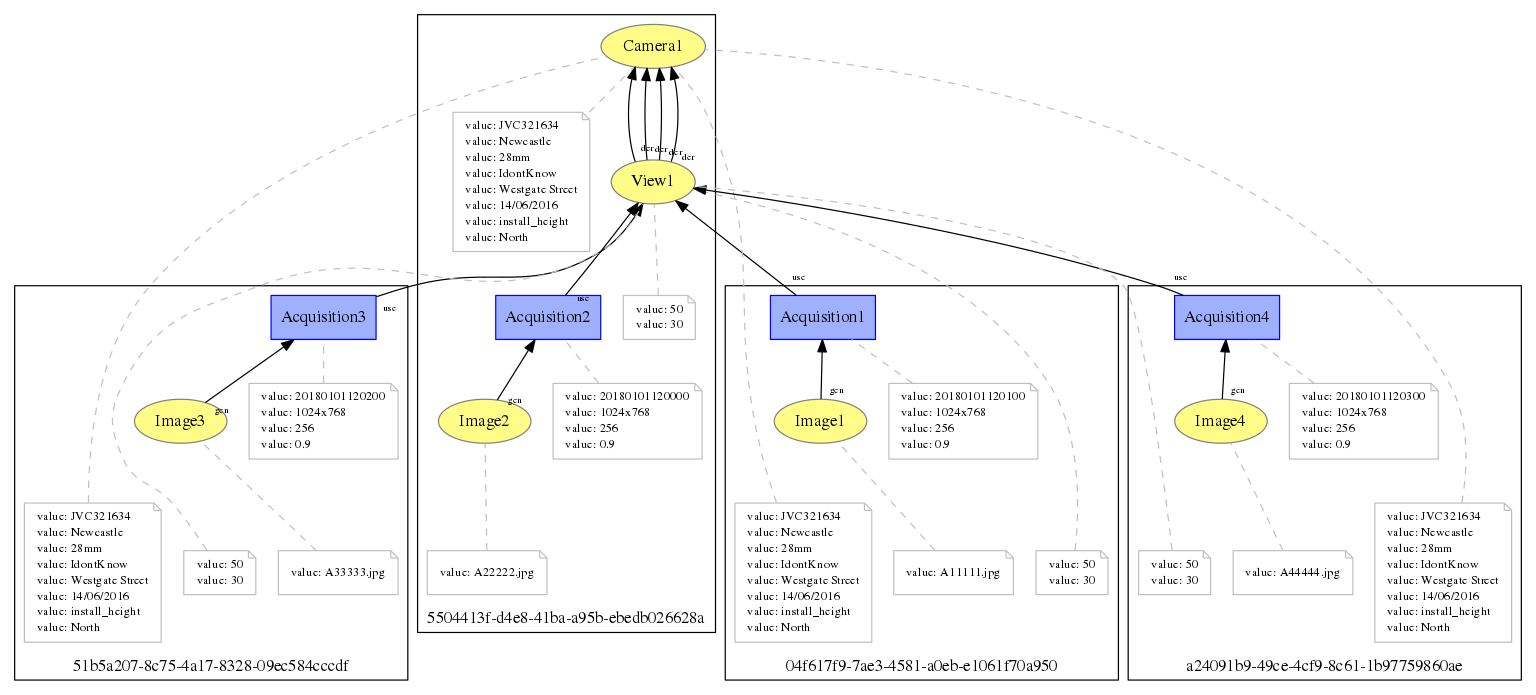 Camera1
value: JVC321634
value: Newcastle
value: 28mm
value: IdontKnow
value: Westgate Street
value: 14/06/2016
value: install_height
value: North
der
der
der
der
View1
use
use
use
use
Acquisition3
Acquisition2
value: 50
value: 30
Acquisition1
Acquisition4
gen
gen
gen
gen
Image3
value: 20180101120200
value: 1024x768
value: 256
value: 0.9
Image2
value: 20180101120000
value: 1024x768
value: 256
value: 0.9
Image1
value: 20180101120100
value: 1024x768
value: 256
value: 0.9
Image4
value: 20180101120300
value: 1024x768
value: 256
value: 0.9
value: JVC321634
value: Newcastle
value: 28mm
value: IdontKnow
value: Westgate Street
value: 14/06/2016
value: install_height
value: North
value: 50
value: 30
value: A33333.jpg
value: A22222.jpg
value: JVC321634
value: Newcastle
value: 28mm
value: IdontKnow
value: Westgate Street
value: 14/06/2016
value: install_height
value: North
value: A11111.jpg
value: 50
value: 30
value: 50
value: 30
value: A44444.jpg
value: JVC321634
value: Newcastle
value: 28mm
value: IdontKnow
value: Westgate Street
value: 14/06/2016
value: install_height
value: North
5504413f-d4e8-41ba-a95b-ebedb026628a
51b5a207-8c75-4a17-8328-09ec584cccdf
04f617f9-7ae3-4581-a0eb-e1061f70a950
a24091b9-49ce-4cf9-8c61-1b97759860ae